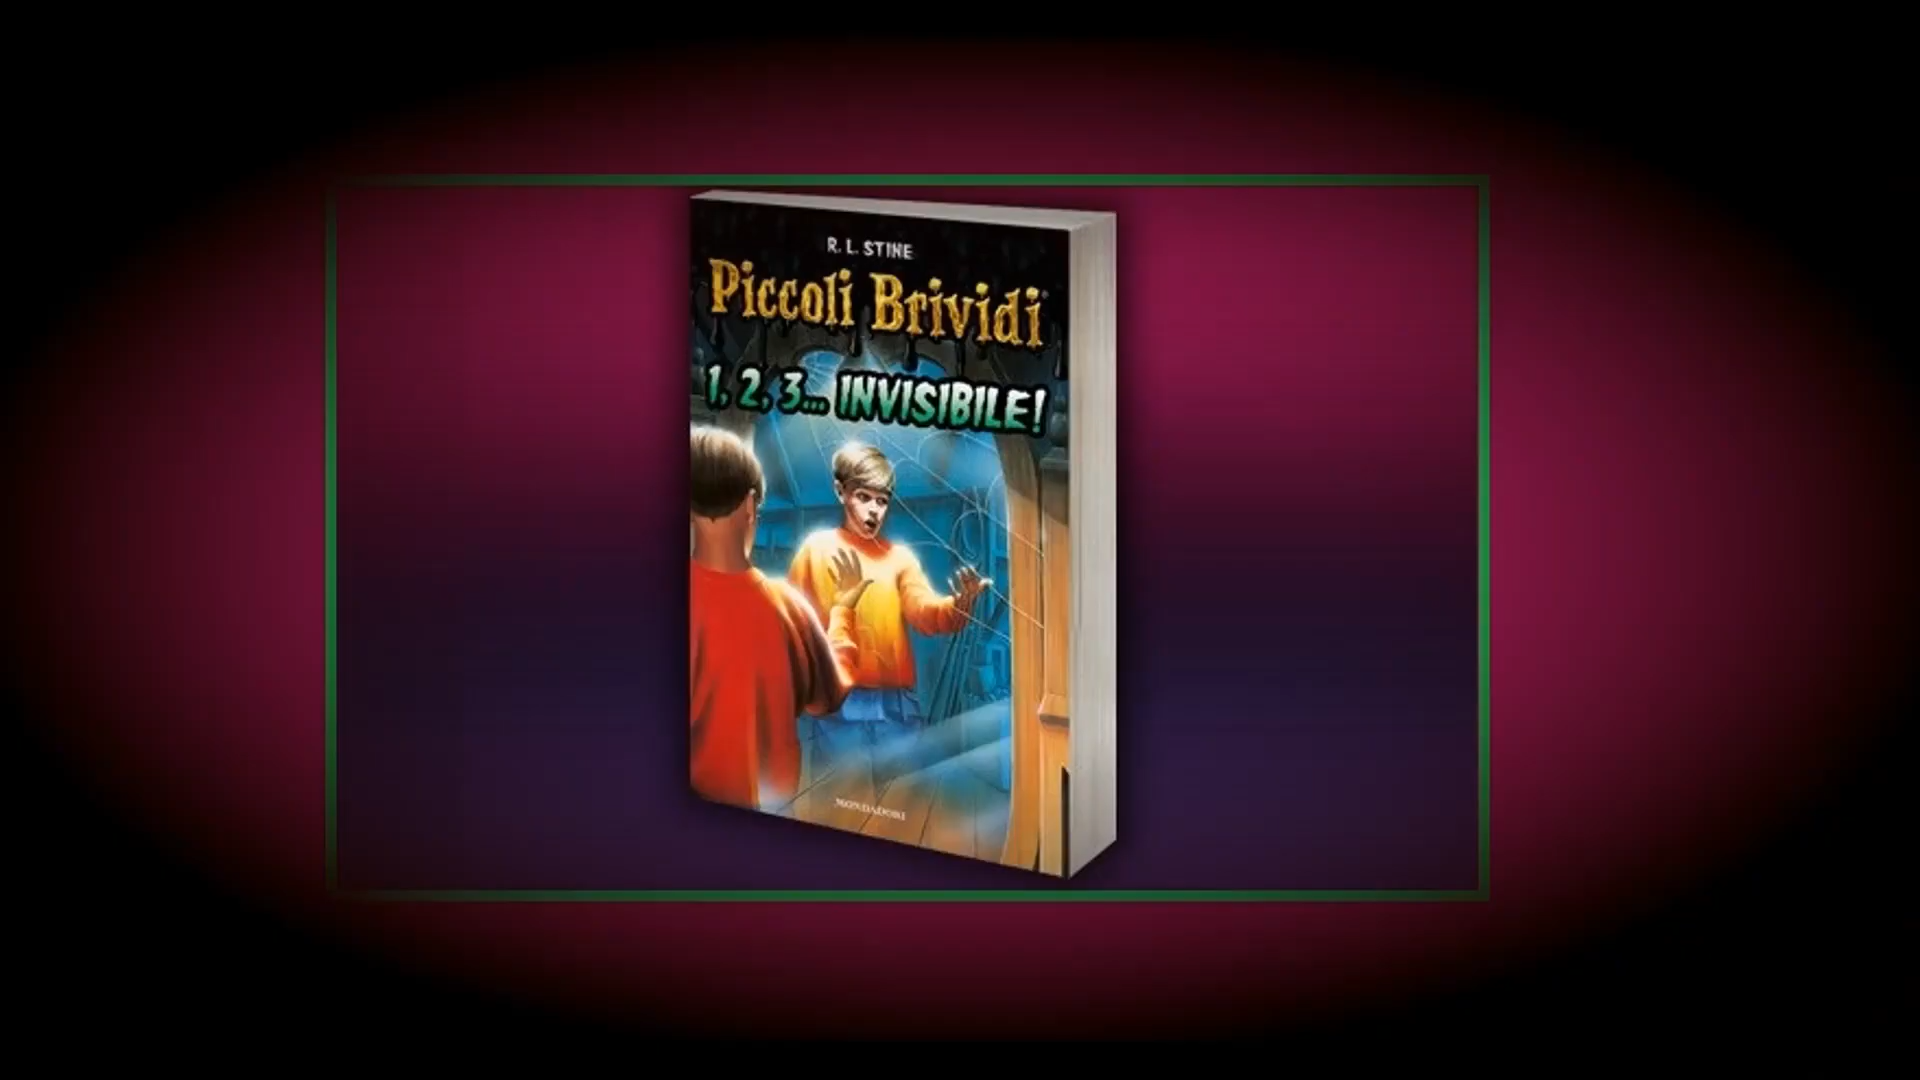 R. L. STINE
Piccoli Brividi
1, 2, 3... INVISIBILE!
MONDADORI